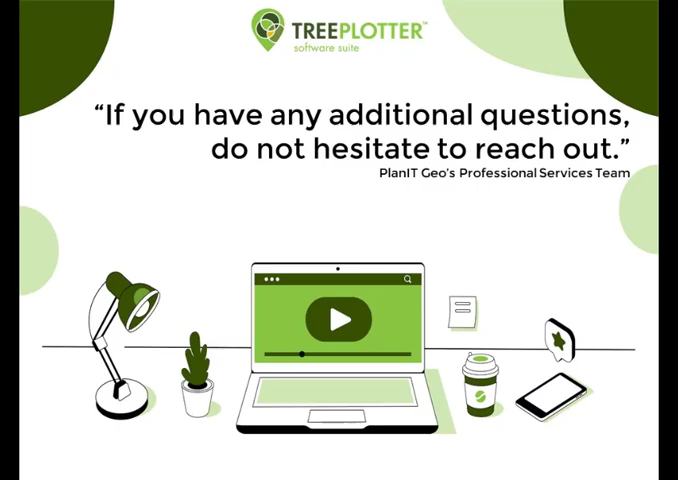 TREEPLOTTER™
software suite
“If you have any additional questions,
do not hesitate to reach out.”
PlanIT Geo’s Professional Services Team